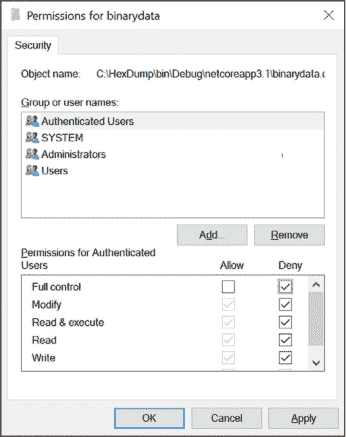 Permissions for binarydata
Security
Object name: C:\HexDump\bin\Debug\netcoreapp3.1\binarydata.c
Group or user names:
Authenticated Users
SYSTEM
Administrators
Users
Add... Remove
Permissions for Authenticated
Users Allow Deny
Full control
Modify
Read & execute
Read
Write
OK Cancel Apply